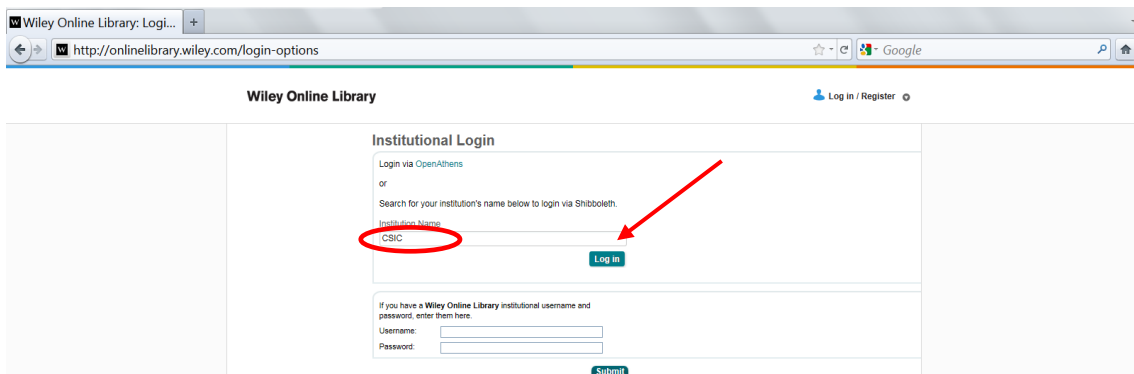 Wiley Online Library: Logi... +
http://onlinelibrary.wiley.com/login-options
Google
Wiley Online Library
Log in / Register
Institutional Login
Login via OpenAthens
or
Search for your institution's name below to login via Shibboleth.
Institution Name
CSIC
Log in
If you have a Wiley Online Library institutional username and
password, enter them here.
Username:
Password:
Submit